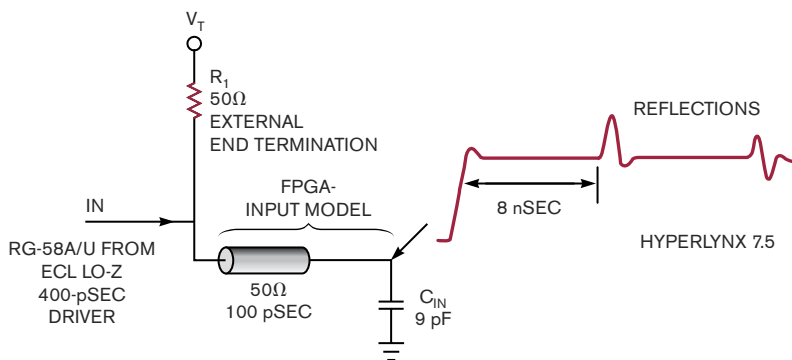 V_T
R_1
50Ω
EXTERNAL
END TERMINATION
REFLECTIONS
FPGA-
INPUT MODEL
8 nSEC
IN
HYPERLYNX 7.5
RG-58A/U FROM
ECL LO-Z
400-pSEC
DRIVER
50Ω
100 pSEC
C_IN
9 pF